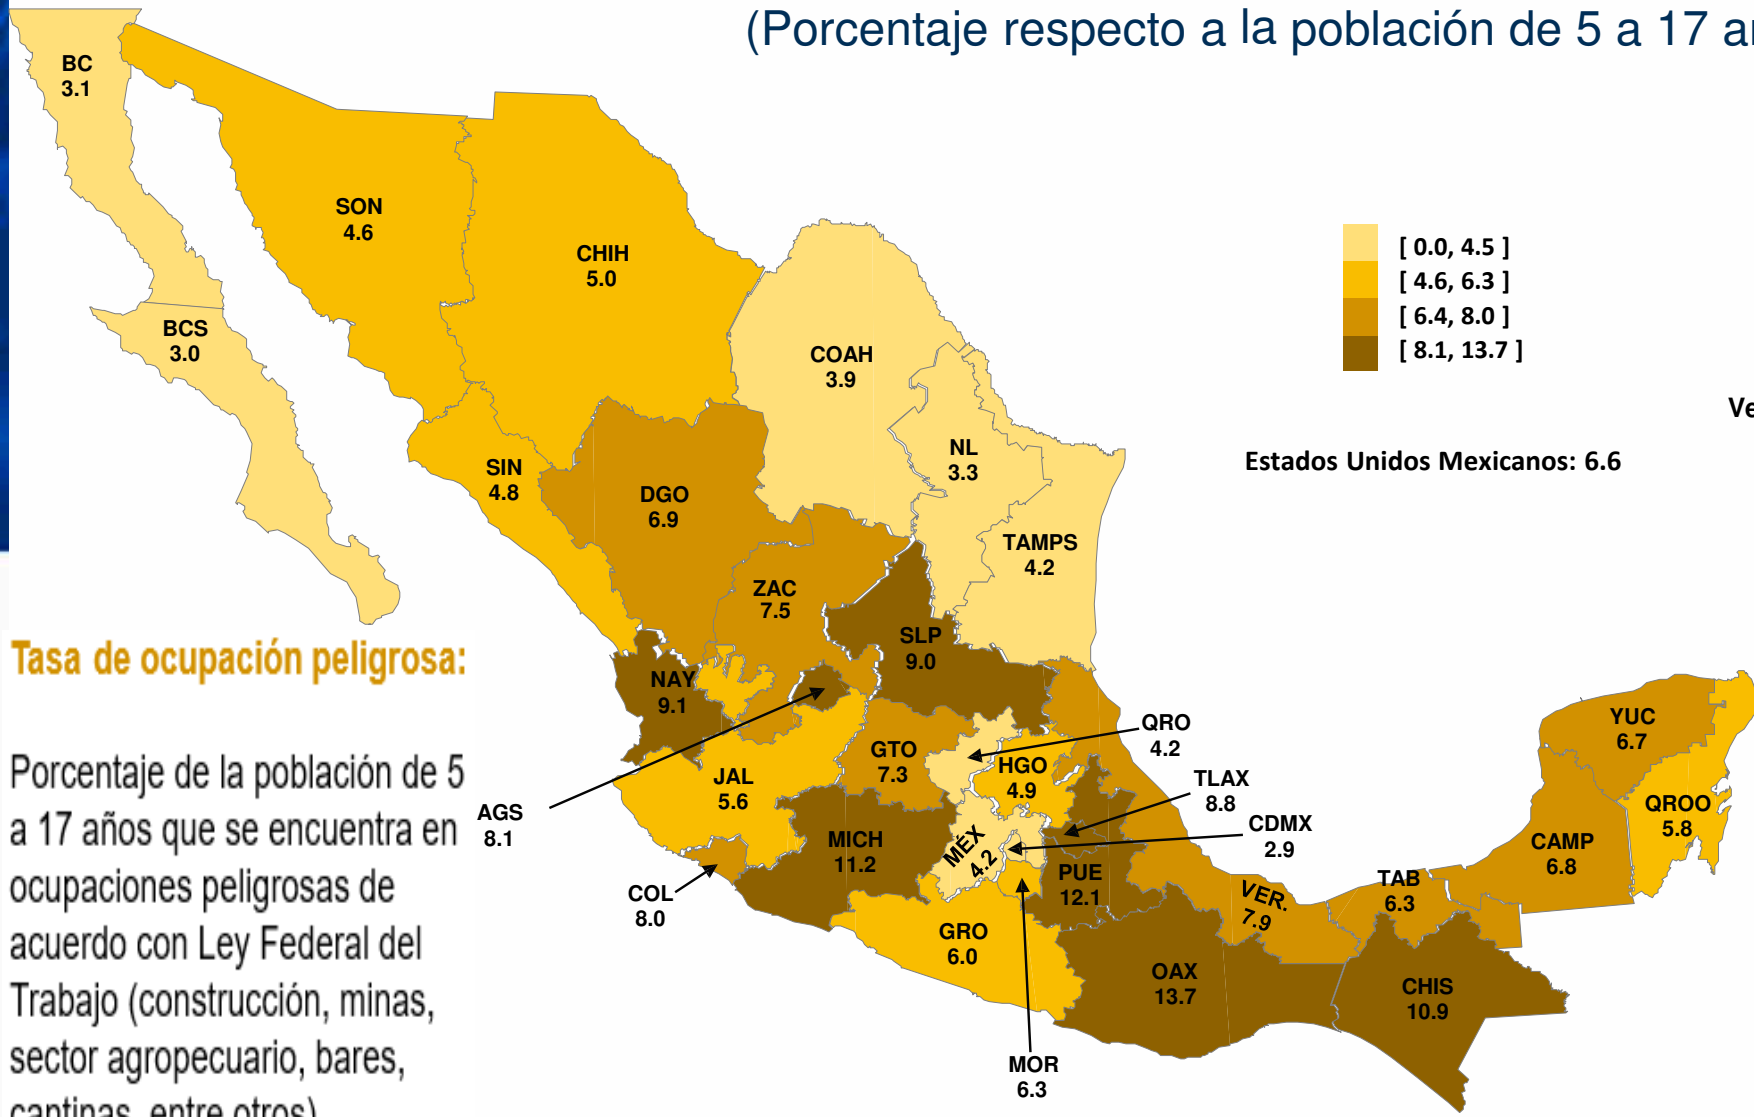 (Porcentaje respecto a la población de 5 a 17
BC
3.1
SON
4.6
CHIH
5.0
[ 0.0, 4.5 ]
[ 4.6, 6.3 ]
[ 6.4, 8.0 ]
[ 8.1, 13.7 ]
BCS
3.0
COAH
3.9
Estados Unidos Mexicanos: 6.6
NL
3.3
SIN
4.8
DGO
6.9
TAMPS
4.2
ZAC
7.5
SLP
9.0
Tasa de ocupación peligrosa:
NAY
9.1
Porcentaje de la población de 5
a 17 años que se encuentra en
ocupaciones peligrosas de
acuerdo con Ley Federal del
Trabajo (construcción, minas,
sector agropecuario, bares,
cantinas, entre otros)
AGS
8.1
JAL
5.6
GTO
7.3
QRO
4.2
HGO
4.9
TLAX
8.8
CDMX
2.9
MICH
11.2
MÉX
4.2
PUE
12.1
COL
8.0
GRO
6.0
MOR
6.3
OAX
13.7
VER.
7.9
TAB
6.3
CHIS
10.9
CAMP
6.8
YUC
6.7
QROO
5.8